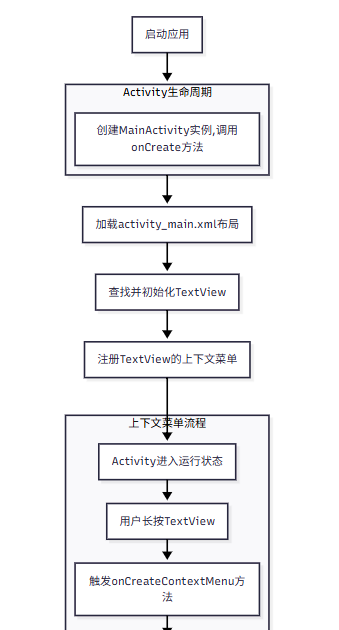 启动应用
Activity生命周期
创建MainActivity实例,调用
onCreate方法
加载activity_main.xml布局
查找并初始化TextView
注册TextView的上下文菜单
上下文菜单流程
Activity进入运行状态
用户长按TextView
触发onCreateContextMenu方
法